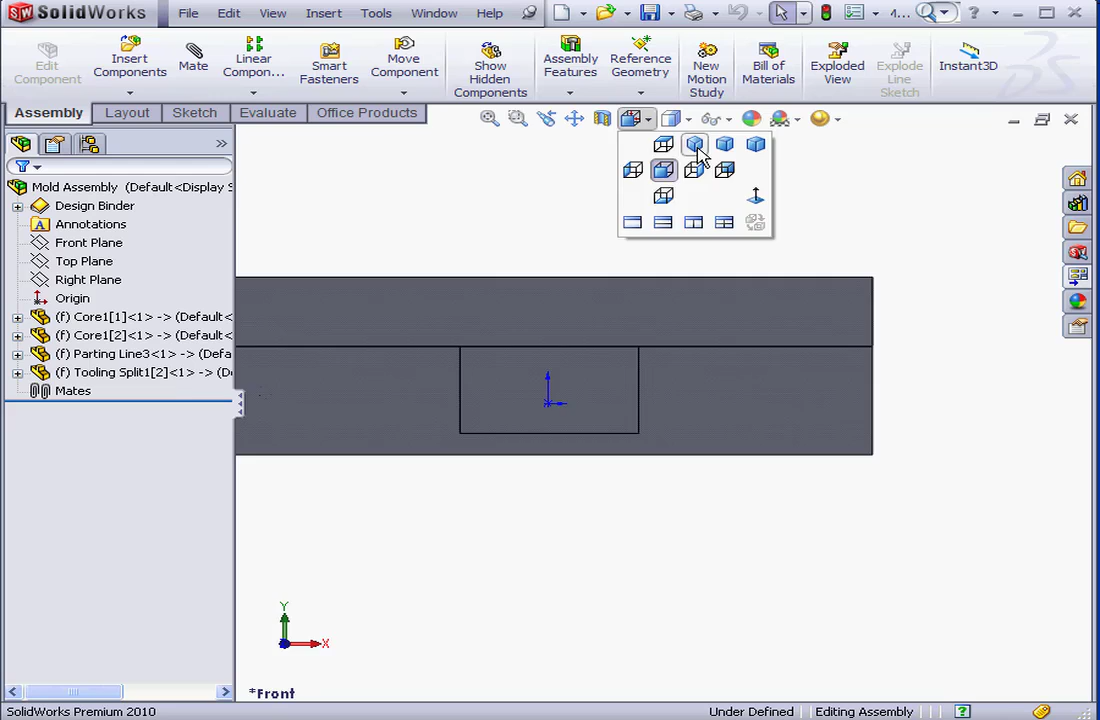 SW SolidWorks File Edit View Insert Tools Window Help 4... ?
Edit Component
Insert Components
Mate
Linear Compon...
Smart Fasteners
Move Component
Show Hidden Components
Assembly Features
Reference Geometry
New Motion Study
Bill of Materials
Exploded View
Explode Line Sketch
Instant3D
Assembly Layout Sketch Evaluate Office Products
Mold Assembly (Default<Display S
Design Binder
Annotations
Front Plane
Top Plane
Right Plane
Origin
(f) Core1[1]<1> -> (Default<
(f) Core1[2]<1> -> (Default<
(f) Parting Line3<1> -> (Defa
(f) Tooling Split1[2]<1> -> (D
Mates
Y
X
*Front
SolidWorks Premium 2010 Under Defined Editing Assembly ?